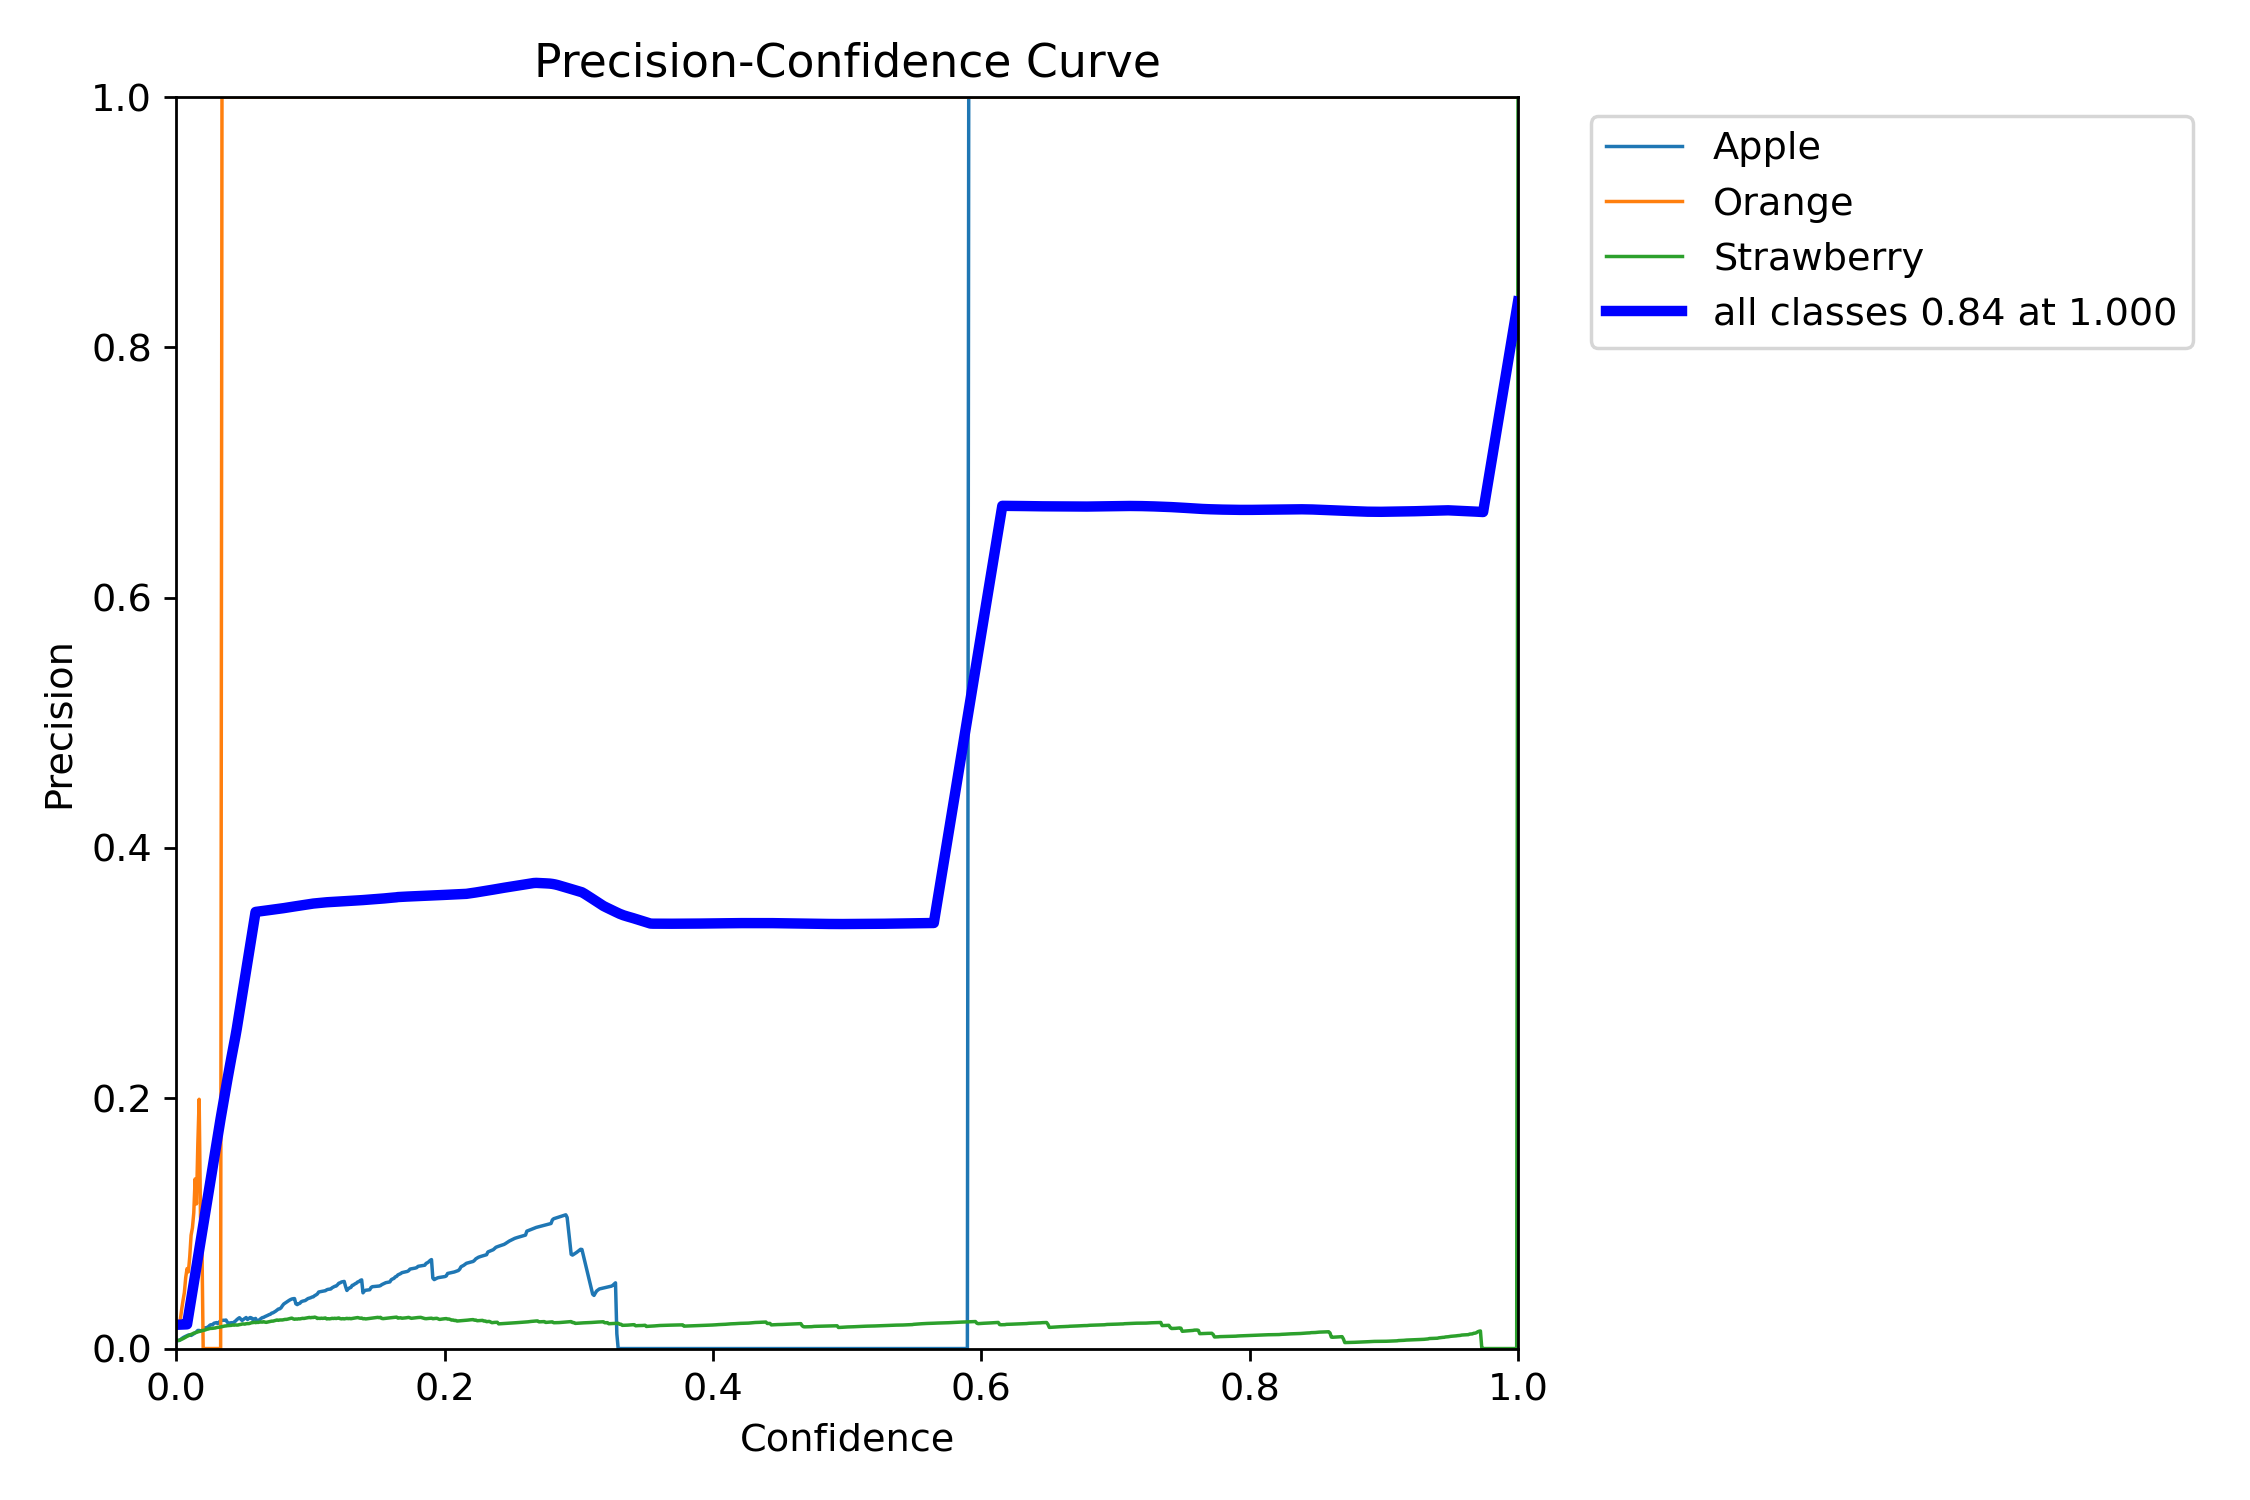 Precision-Confidence Curve
1.0
0.8
0.6
0.4
0.2
0.0
Precision
0.0 0.2 0.4 0.6 0.8 1.0
Confidence
Apple
Orange
Strawberry
all classes 0.84 at 1.000